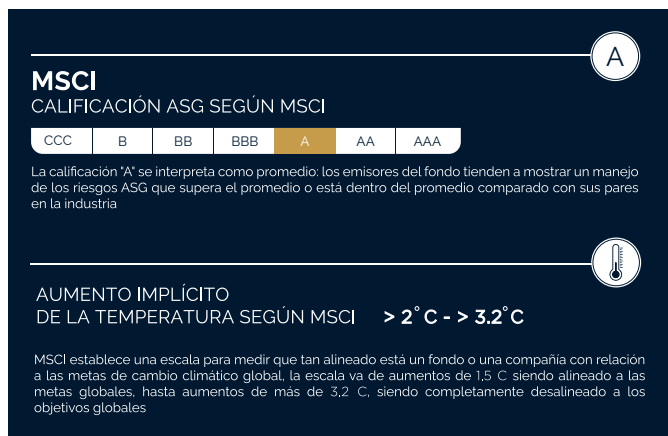 A
MSCI
CALIFICACIÓN ASG SEGÚN MSCI
CCC B BB BBB A AA AAA
La calificación "A" se interpreta como promedio: los emisores del fondo tienden a mostrar un manejo
de los riesgos ASG que supera el promedio o está dentro del promedio comparado con sus pares
en la industria
AUMENTO IMPLÍCITO
DE LA TEMPERATURA SEGÚN MSCI > 2°C - > 3.2°C
MSCI establece una escala para medir que tan alineado está un fondo o una compañía con relación
a las metas de cambio climático global, la escala va de aumentos de 1,5 C siendo alineado a las
metas globales, hasta aumentos de más de 3,2 C, siendo completamente desalineado a los
objetivos globales